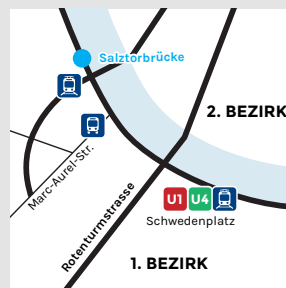 Salztorbrücke
2. BEZIRK
Marc-Aurel-Str.
Rotenturmstrasse
U1 U4
Schwedenplatz
1. BEZIRK